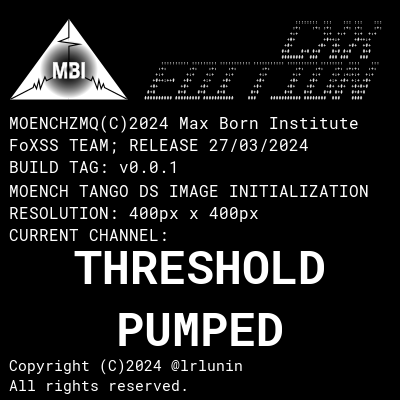 MBI
MOENCHZMQ(C)2024 Max Born Institute
FoXSS TEAM; RELEASE 27/03/2024
BUILD TAG: v0.0.1
MOENCH TANGO DS IMAGE INITIALIZATION
RESOLUTION: 400px x 400px
CURRENT CHANNEL:
THRESHOLD
PUMPED
Copyright (C)2024 @lrlunin
All rights reserved.